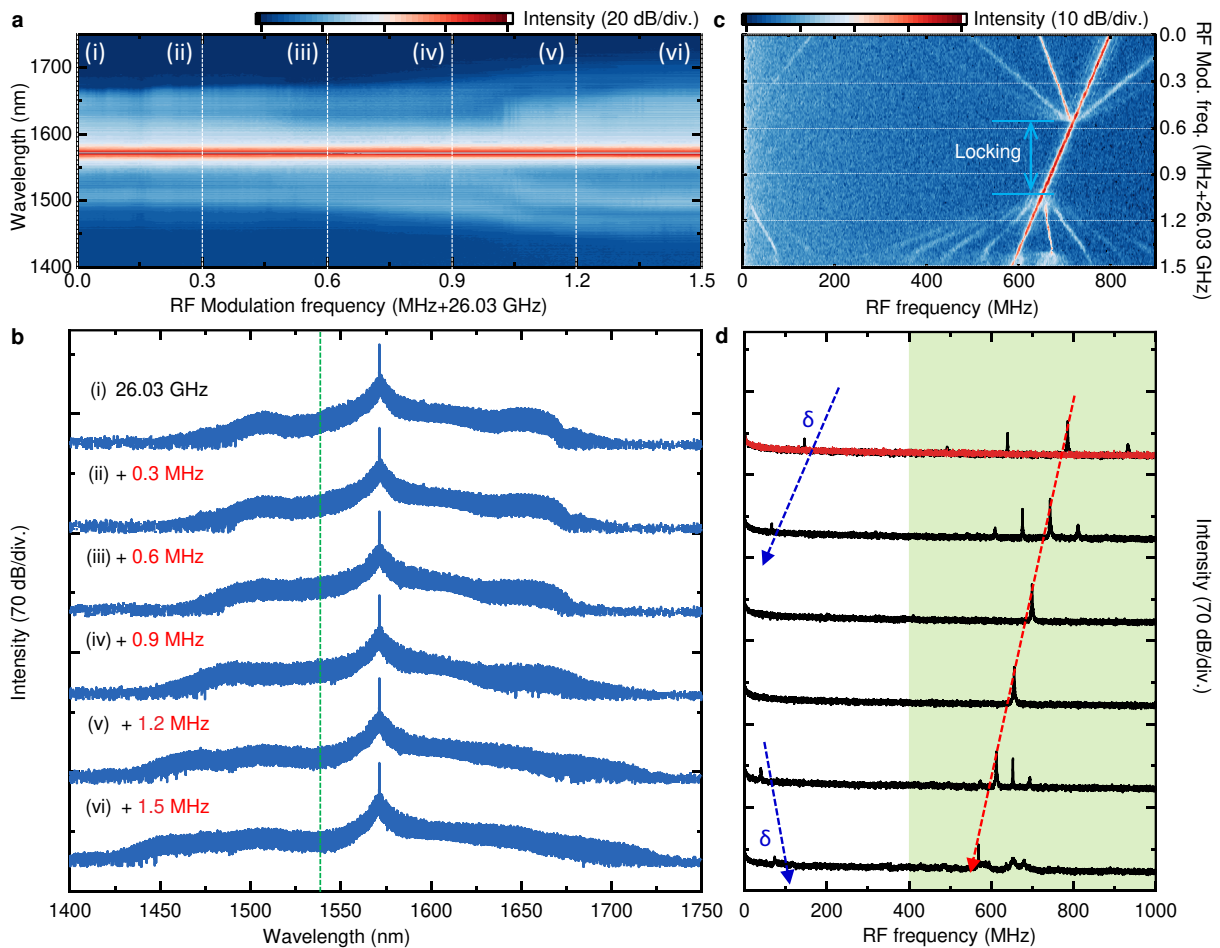 a
Intensity (20 dB/div.)
(i) (ii) (iii) (iv) (v) (vi)
Wavelength (nm)
1700
1600
1500
1400
0.0 0.3 0.6 0.9 1.2 1.5
RF Modulation frequency (MHz+26.03 GHz)
c
Intensity (10 dB/div.)
Locking
0.0
0.3
0.6
0.9
1.2
1.5
RF Mod. freq. (MHz+26.03 GHz)
0 200 400 600 800
RF frequency (MHz)
b
(i) 26.03 GHz
(ii) + 0.3 MHz
(iii) + 0.6 MHz
(iv) + 0.9 MHz
(v) + 1.2 MHz
(vi) + 1.5 MHz
Intensity (70 dB/div.)
1400 1450 1500 1550 1600 1650 1700 1750
Wavelength (nm)
d
δ
δ
Intensity (70 dB/div.)
0 200 400 600 800 1000
RF frequency (MHz)